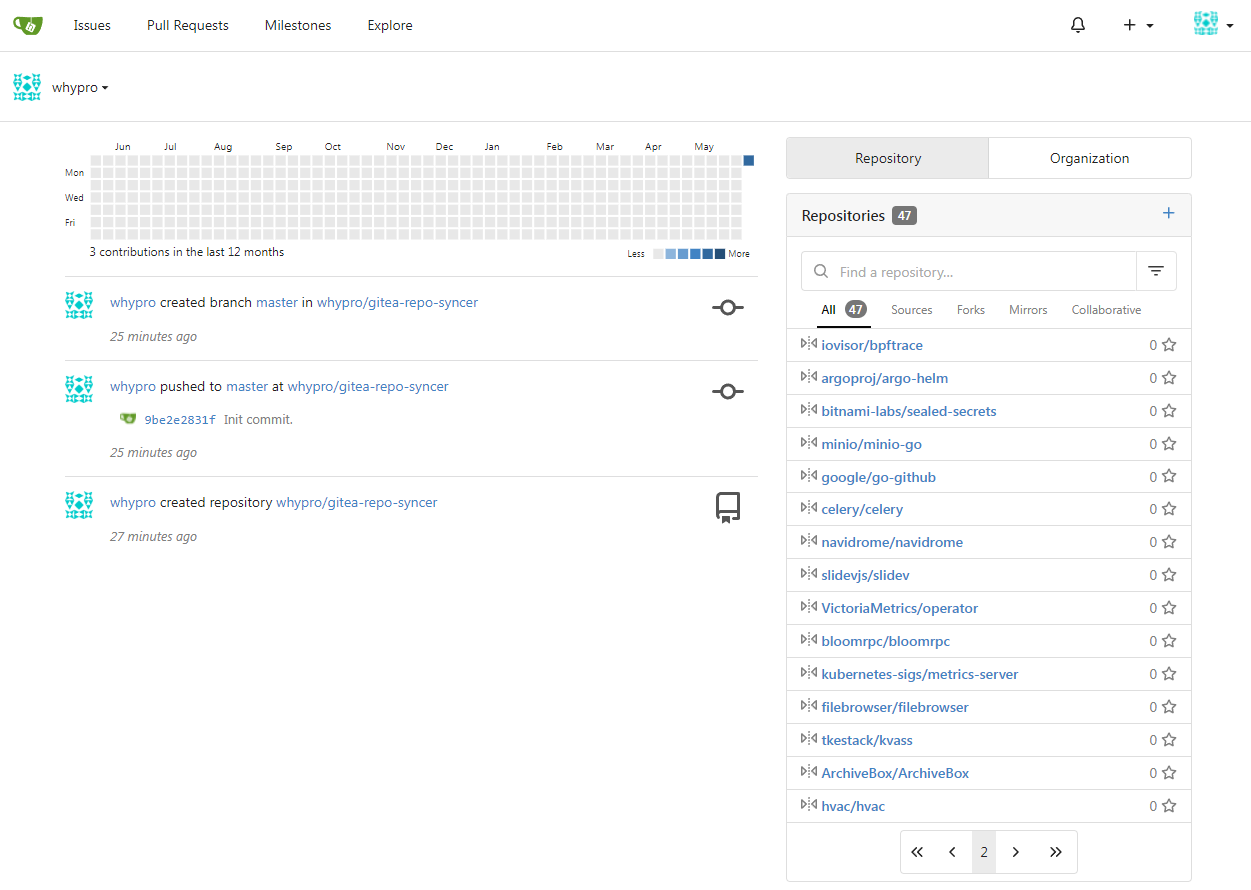 Issues Pull Requests Milestones Explore
whypro
Jun Jul Aug Sep Oct Nov Dec Jan Feb Mar Apr May
Mon
Wed
Fri
3 contributions in the last 12 months
Less More
whypro created branch master in whypro/gitea-repo-syncer
25 minutes ago
whypro pushed to master at whypro/gitea-repo-syncer
9be2e2831f Init commit.
25 minutes ago
whypro created repository whypro/gitea-repo-syncer
27 minutes ago
Repository Organization
Repositories 47
Find a repository...
All 47 Sources Forks Mirrors Collaborative
iovisor/bpftrace 0
argoproj/argo-helm 0
bitnami-labs/sealed-secrets 0
minio/minio-go 0
google/go-github 0
celery/celery 0
navidrome/navidrome 0
slidevjs/slidev 0
VictoriaMetrics/operator 0
bloomrpc/bloomrpc 0
kubernetes-sigs/metrics-server 0
filebrowser/filebrowser 0
tkestack/kvass 0
ArchiveBox/ArchiveBox 0
hvac/hvac 0
2